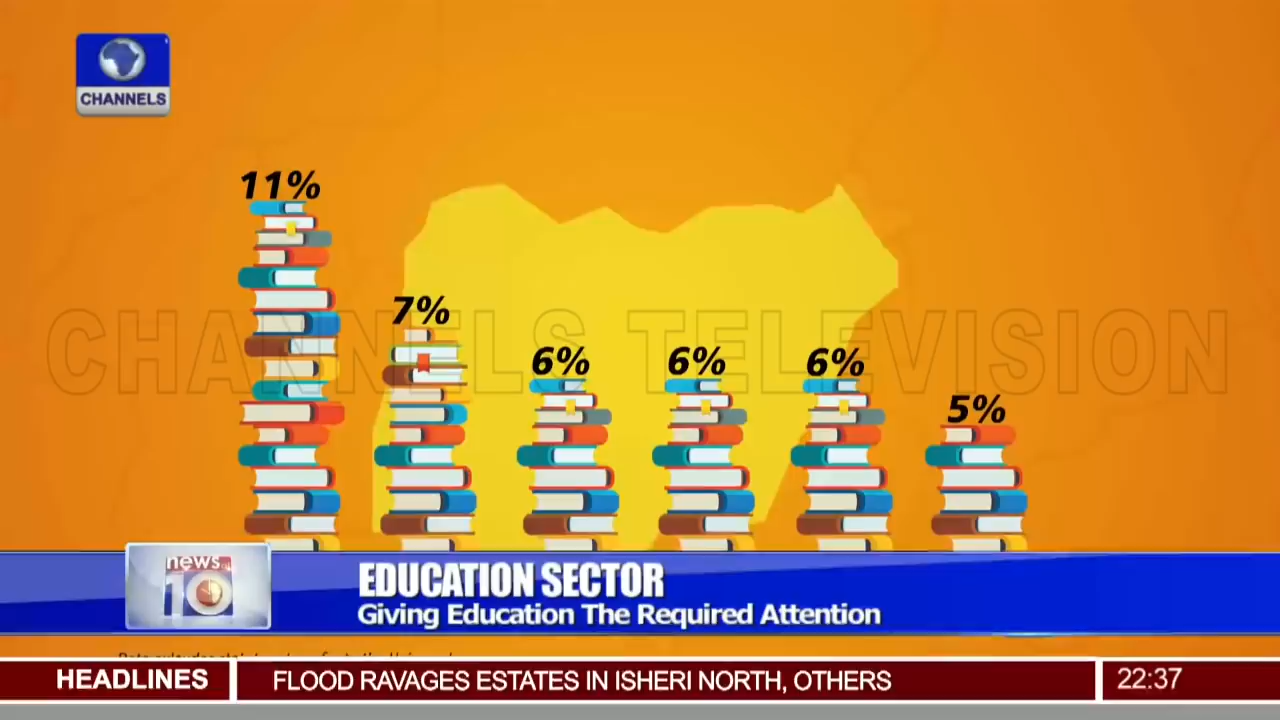 CHANNELS
11%
7%
6%
6%
6%
5%
CHANNELS TELEVISION
news at
10
EDUCATION SECTOR
Giving Education The Required Attention
HEADLINES
FLOOD RAVAGES ESTATES IN ISHERI NORTH, OTHERS
22:37